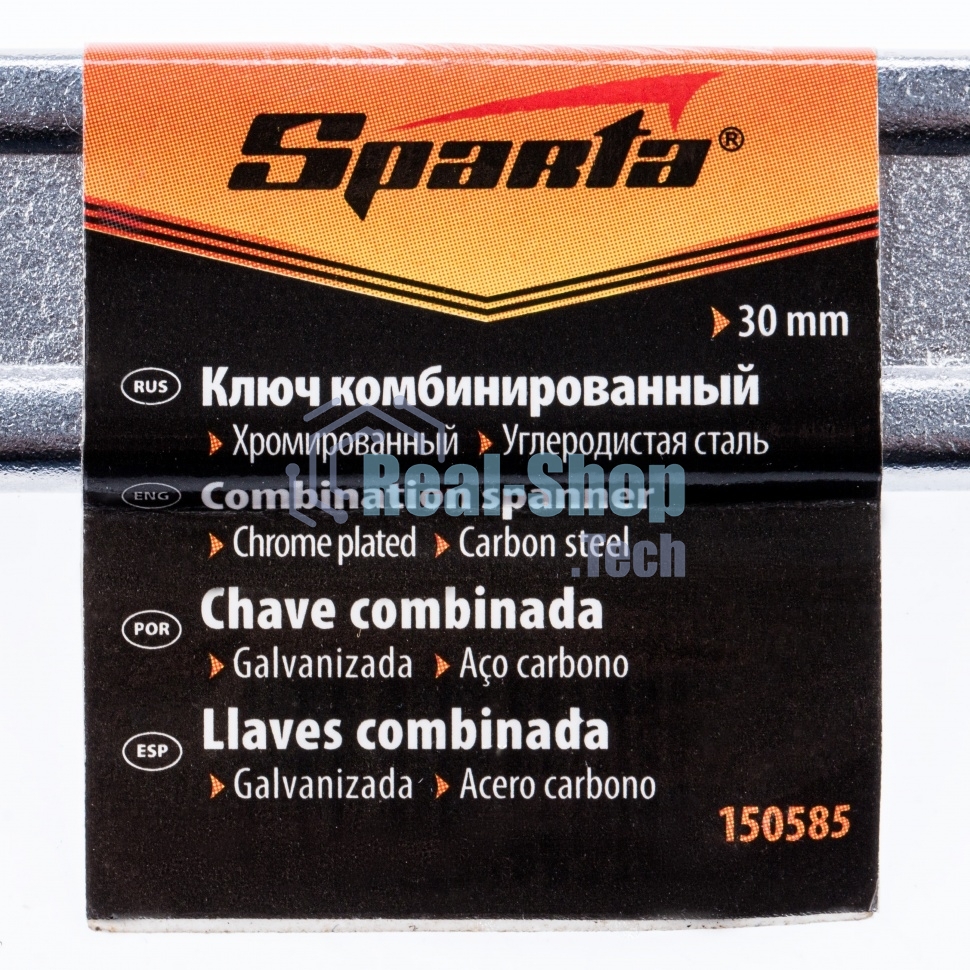 Sparta®
30 mm
RUS Ключ комбинированный
Хромированный Углеродистая сталь
ENG Combination spanner
Chrome plated Carbon steel
Real-Shop
.Tech
POR Chave combinada
Galvanizada Aço carbono
ESP Llaves combinada
Galvanizada Acero carbono
150585